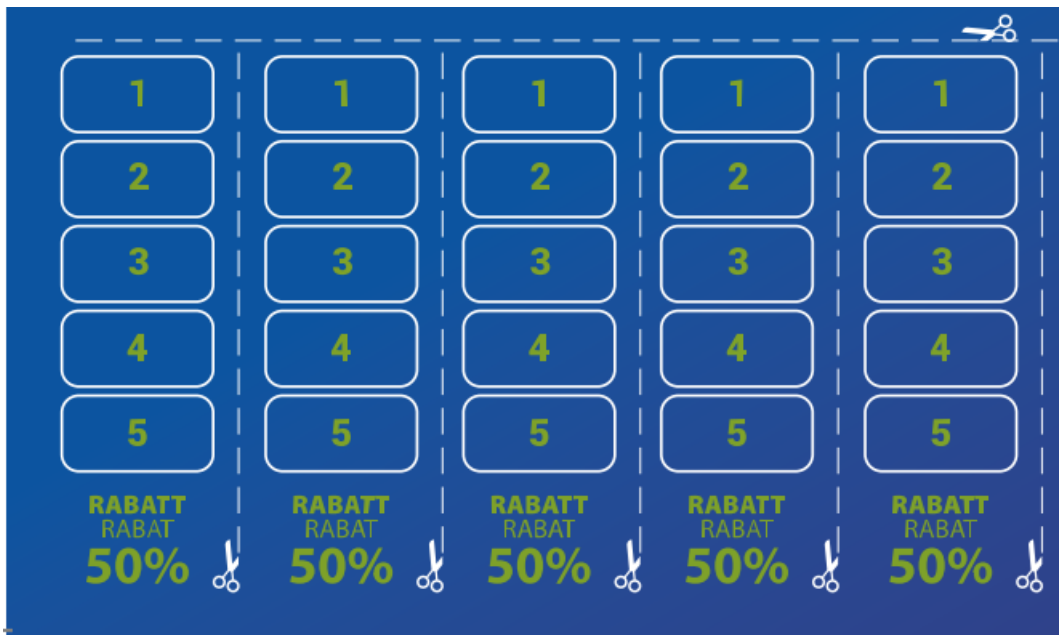 1 1 1 1 1
2 2 2 2 2
3 3 3 3 3
4 4 4 4 4
5 5 5 5 5
RABATT RABATT RABATT RABATT RABATT
RABAT RABAT RABAT RABAT RABAT
50% 50% 50% 50% 50%